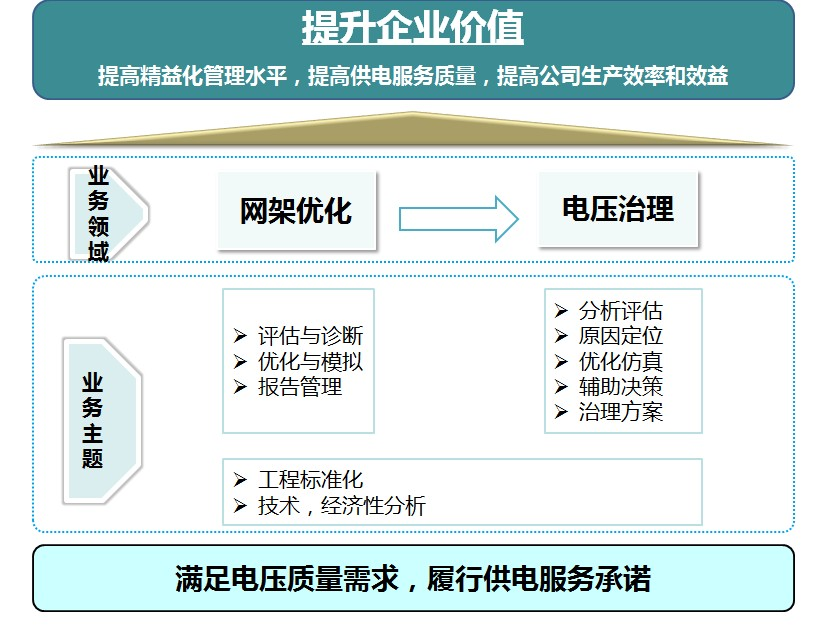 提升企业价值
提高精益化管理水平，提高供电服务质量，提高公司生产效率和效益
业务领域
网架优化
电压治理
业务主题
评估与诊断
优化与模拟
报告管理
分析评估
原因定位
优化仿真
辅助决策
治理方案
工程标准化
技术，经济性分析
满足电压质量需求，履行供电服务承诺